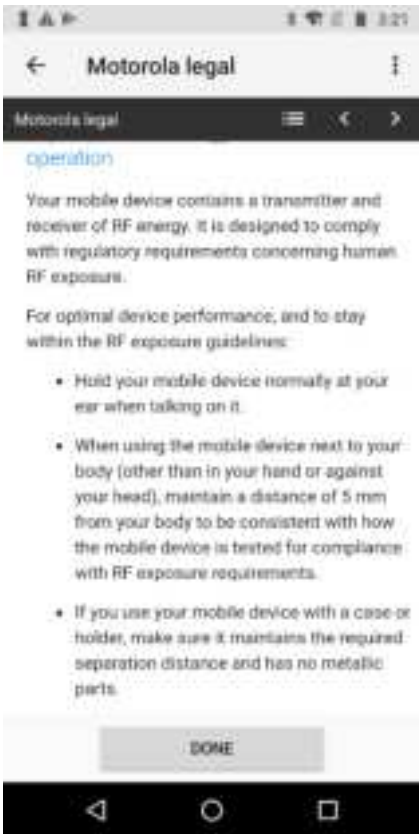 3:21
Motorola legal
Motorola legal
operation
Your mobile device contains a transmitter and
receiver of RF energy. It is designed to comply
with regulatory requirements concerning human
RF exposure.
For optimal device performance, and to stay
within the RF exposure guidelines:
• Hold your mobile device normally at your
ear when talking on it.
• When using the mobile device next to your
body (other than in your hand or against
your head), maintain a distance of 5 mm
from your body to be consistent with how
the mobile device is tested for compliance
with RF exposure requirements.
• If you use your mobile device with a case or
holder, make sure it maintains the required
separation distance and has no metallic
parts.
DONE